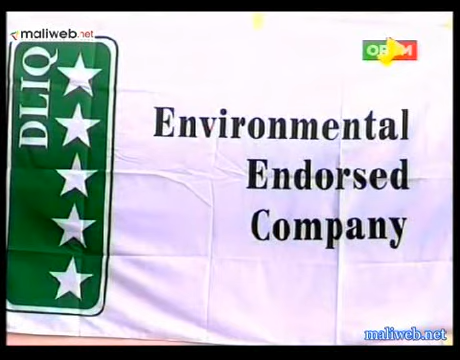 maliweb.net
ORTM
DLIQ
Environmental
Endorsed
Company
maliweb.net